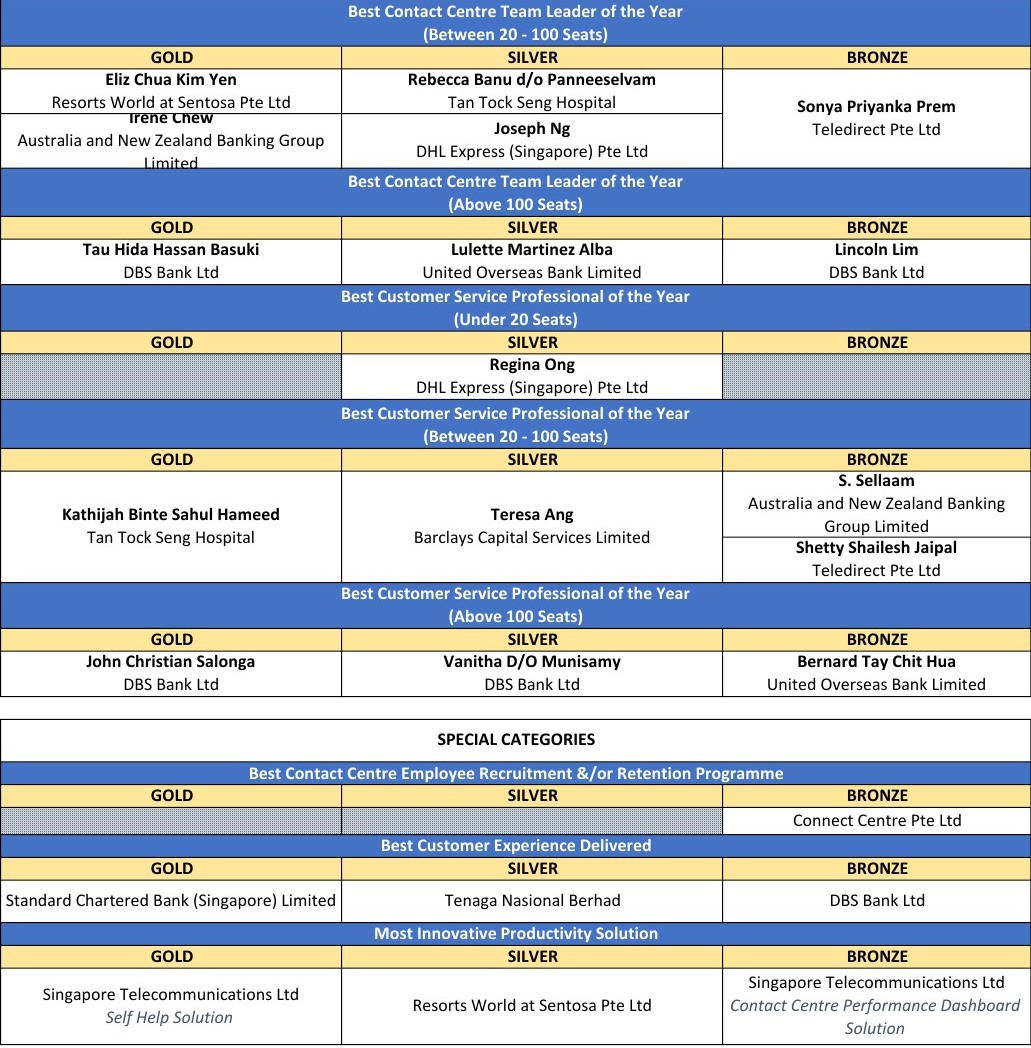 Best Contact Centre Team Leader of the Year
(Between 20 - 100 Seats)
GOLD
SILVER
BRONZE
Eliz Chua Kim Yen
Resorts World at Sentosa Pte Ltd
Irene Chew
Australia and New Zealand Banking Group
Limited
Rebecca Banu d/o Panneeselvam
Tan Tock Seng Hospital
Joseph Ng
DHL Express (Singapore) Pte Ltd
Sonya Priyanka Prem
Teledirect Pte Ltd
Best Contact Centre Team Leader of the Year
(Above 100 Seats)
GOLD
SILVER
BRONZE
Tau Hida Hassan Basuki
DBS Bank Ltd
Lulette Martinez Alba
United Overseas Bank Limited
Lincoln Lim
DBS Bank Ltd
Best Customer Service Professional of the Year
(Under 20 Seats)
GOLD
SILVER
BRONZE
Regina Ong
DHL Express (Singapore) Pte Ltd
Best Customer Service Professional of the Year
(Between 20 - 100 Seats)
GOLD
SILVER
BRONZE
Kathijah Binte Sahul Hameed
Tan Tock Seng Hospital
Teresa Ang
Barclays Capital Services Limited
S. Sellaam
Australia and New Zealand Banking
Group Limited
Shetty Shailesh Jaipal
Teledirect Pte Ltd
Best Customer Service Professional of the Year
(Above 100 Seats)
GOLD
SILVER
BRONZE
John Christian Salonga
DBS Bank Ltd
Vanitha D/O Munisamy
DBS Bank Ltd
Bernard Tay Chit Hua
United Overseas Bank Limited
SPECIAL CATEGORIES
Best Contact Centre Employee Recruitment &/or Retention Programme
GOLD
SILVER
BRONZE
Connect Centre Pte Ltd
Best Customer Experience Delivered
GOLD
SILVER
BRONZE
Standard Chartered Bank (Singapore) Limited
Tenaga Nasional Berhad
DBS Bank Ltd
Most Innovative Productivity Solution
GOLD
SILVER
BRONZE
Singapore Telecommunications Ltd
Self Help Solution
Resorts World at Sentosa Pte Ltd
Singapore Telecommunications Ltd
Contact Centre Performance Dashboard
Solution